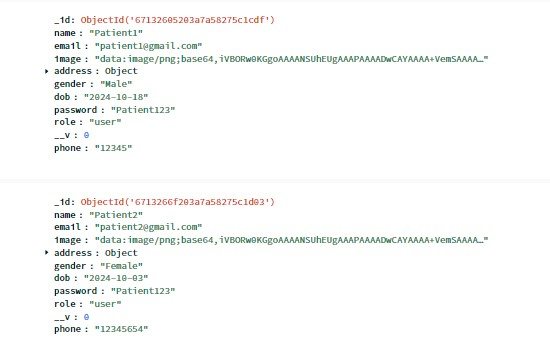 _id: ObjectId('67132605203a7a58275c1cdf')
name : "Patient1"
email : "patient1@gmail.com"
image : "data:image/png;base64,iVBORw0KGgoAAAANSUhEUgAAAPAAAADwCAYAAAA+VemSAAAA…"
address : Object
gender : "Male"
dob : "2024-10-18"
password : "Patient123"
role : "user"
__v : 0
phone : "12345"
_id: ObjectId('6713266f203a7a58275c1d03')
name : "Patient2"
email : "patient2@gmail.com"
image : "data:image/png;base64,iVBORw0KGgoAAAANSUhEUgAAAPAAAADwCAYAAAA+VemSAAAA…"
address : Object
gender : "Female"
dob : "2024-10-03"
password : "Patient123"
role : "user"
__v : 0
phone : "12345654"